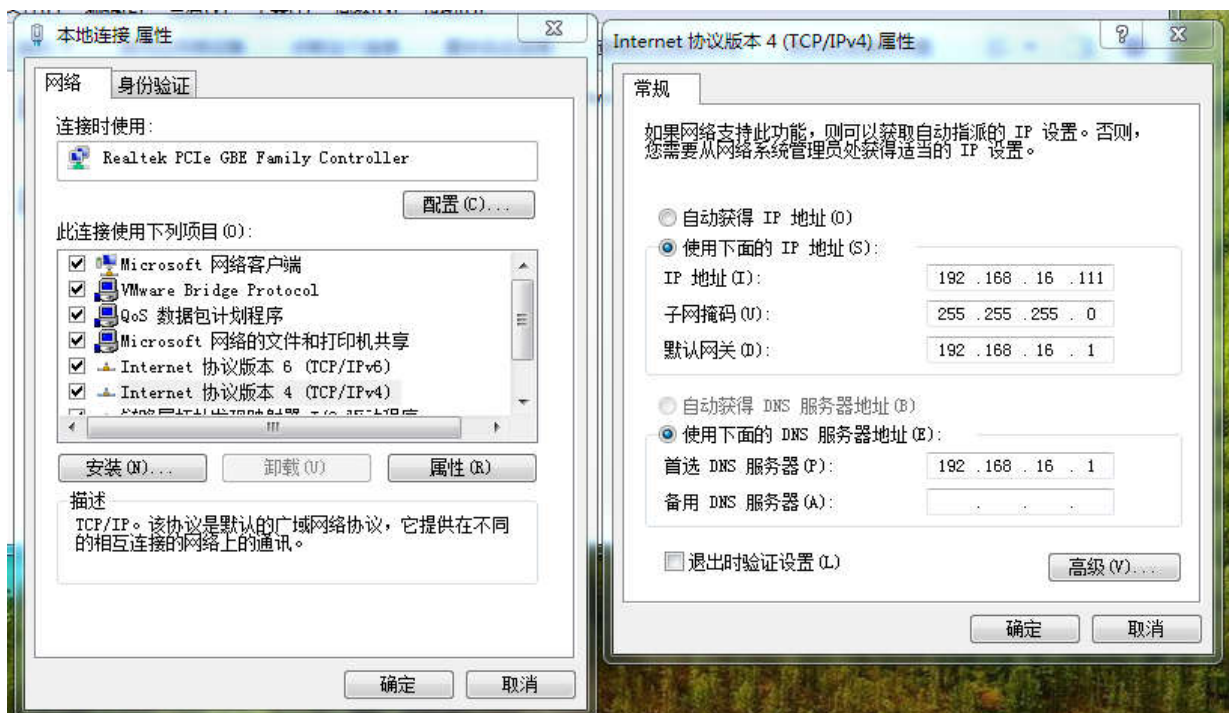 本地连接 属性
网络
身份验证
连接时使用:
Realtek PCIe GBE Family Controller
配置(C)...
此连接使用下列项目(O):
Microsoft 网络客户端
VMware Bridge Protocol
QoS 数据包计划程序
Microsoft 网络的文件和打印机共享
Internet 协议版本 6 (TCP/IPv6)
Internet 协议版本 4 (TCP/IPv4)
安装(N)...
卸载(U)
属性(R)
描述
TCP/IP。该协议是默认的广域网络协议，它提供在不同
的相互连接的网络上的通讯。
确定
取消
Internet 协议版本 4 (TCP/IPv4) 属性
常规
如果网络支持此功能，则可以获取自动指派的 IP 设置。否则，
您需要从网络系统管理员处获得适当的 IP 设置。
自动获得 IP 地址(O)
使用下面的 IP 地址(S):
IP 地址(I): 192 .168 . 16 .111
子网掩码(U): 255 .255 .255 . 0
默认网关(D): 192 .168 . 16 . 1
自动获得 DNS 服务器地址(B)
使用下面的 DNS 服务器地址(E):
首选 DNS 服务器(P): 192 .168 . 16 . 1
备用 DNS 服务器(A): . . .
退出时验证设置(L)
高级(V)...
确定
取消